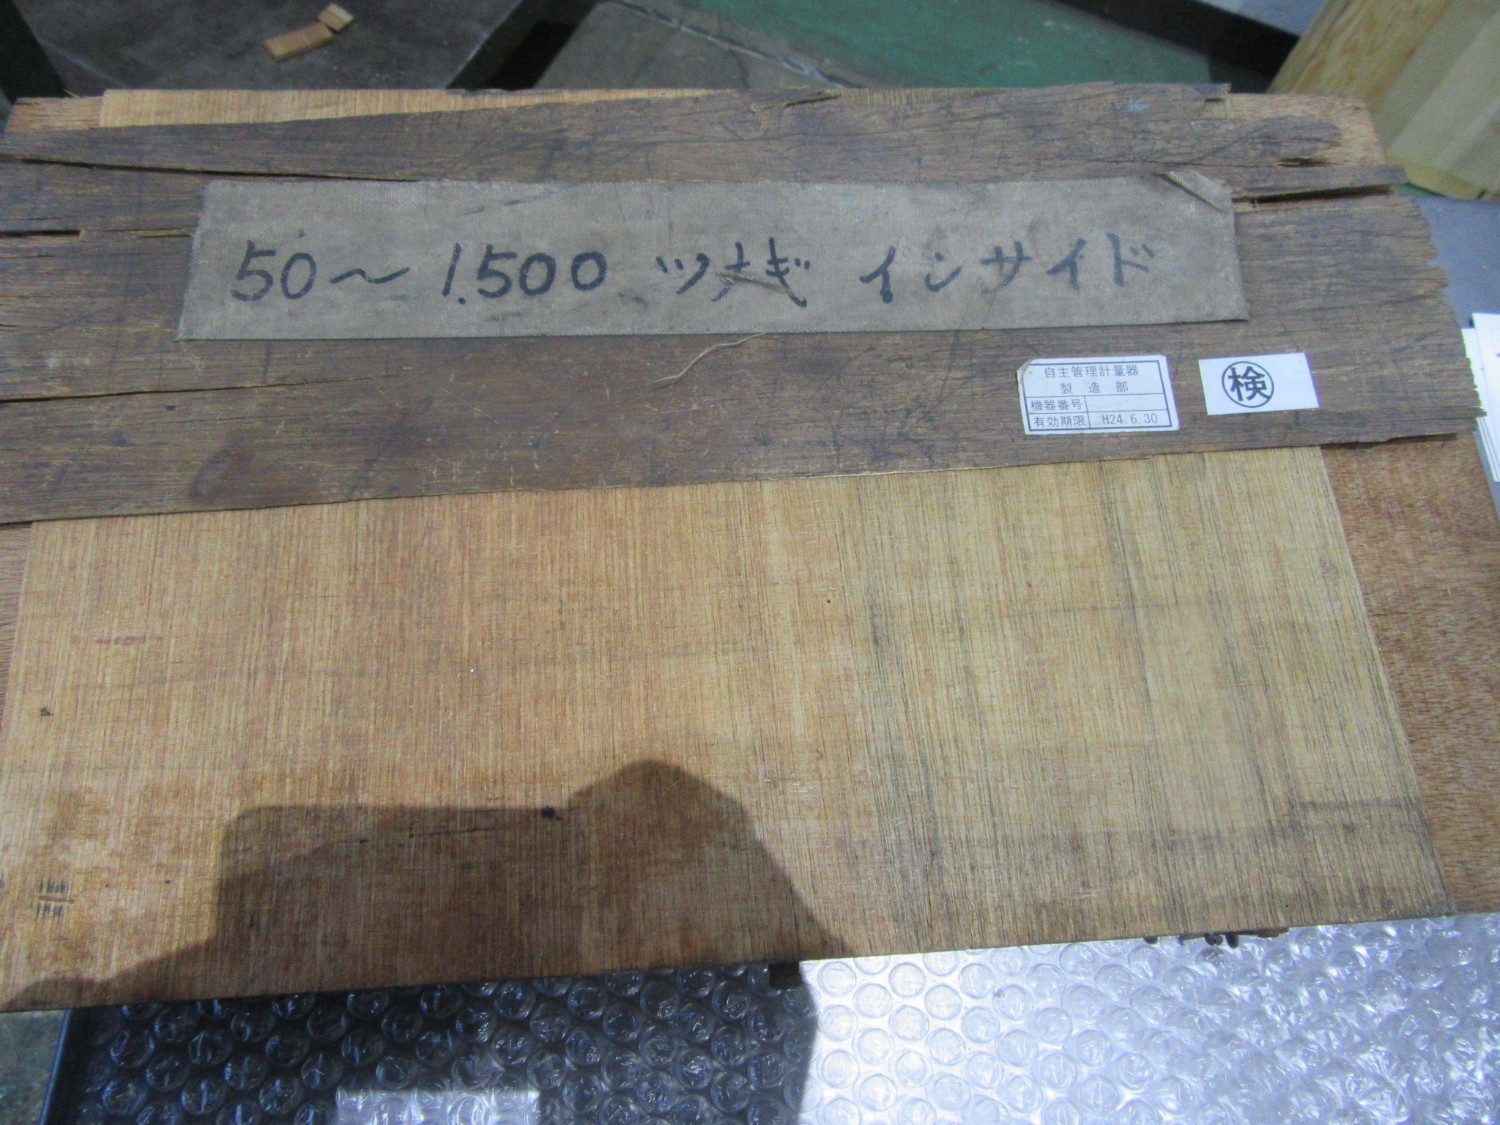 50～1.500 ツナギ インサイド
自主管理計量器
製造部
機器番号
有効期限 H24.6.30
検